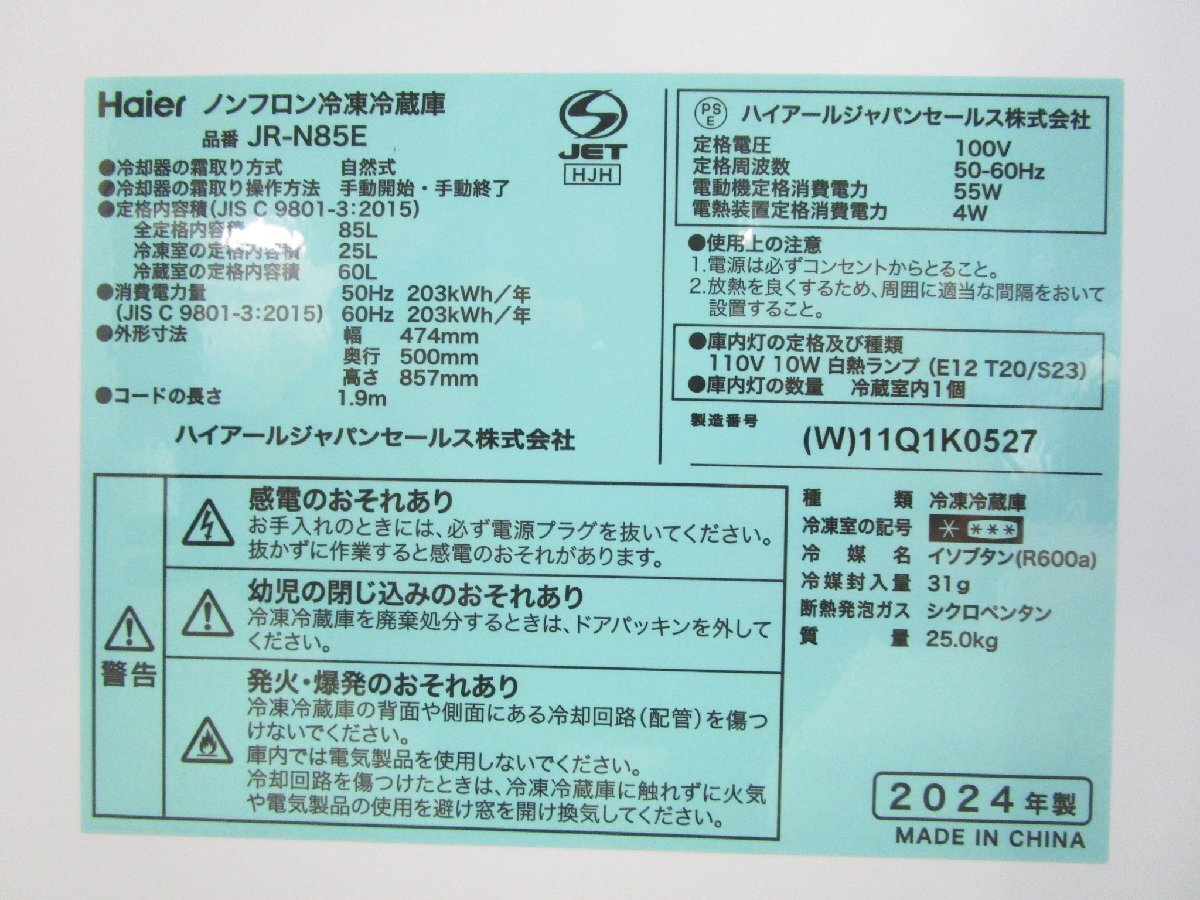 Haier ノンフロン冷凍冷蔵庫
品番 JR-N85E
●冷却器の霜取り方式 自然式
●冷却器の霜取り操作方法 手動開始・手動終了
●定格内容積(JIS C 9801-3:2015)
全定格内容積 85L
冷凍室の定格内容積 25L
冷蔵室の定格内容積 60L
●消費電力量 50Hz 203kWh/年
(JIS C 9801-3:2015) 60Hz 203kWh/年
●外形寸法 幅 474mm
奥行 500mm
高さ 857mm
●コードの長さ 1.9m
ハイアールジャパンセールス株式会社
JET
HJH
PS E ハイアールジャパンセールス株式会社
定格電圧 100V
定格周波数 50-60Hz
電動機定格消費電力 55W
電熱装置定格消費電力 4W
●使用上の注意
1.電源は必ずコンセントからとること。
2.放熱を良くするため、周囲に適当な間隔をおいて
設置すること。
●庫内灯の定格及び種類
110V 10W 白熱ランプ (E12 T20/S23)
●庫内灯の数量 冷蔵室内1個
製造番号 (W)11Q1K0527
警告
感電のおそれあり
お手入れのときには、必ず電源プラグを抜いてください。
抜かずに作業すると感電のおそれがあります。
幼児の閉じ込みのおそれあり
冷凍冷蔵庫を廃棄処分するときは、ドアパッキンを外して
ください。
発火・爆発のおそれあり
冷凍冷蔵庫の背面や側面にある冷却回路(配管)を傷つ
けないでください。
庫内では電気製品を使用しないでください。
冷却回路を傷つけたときは、冷凍冷蔵庫に触れずに火気
や電気製品の使用を避け窓を開け換気してください。
種類 冷凍冷蔵庫
冷凍室の記号 * ***
冷媒名 イソブタン(R600a)
冷媒封入量 31g
断熱発泡ガス シクロペンタン
質量 25.0kg
2024年製
MADE IN CHINA